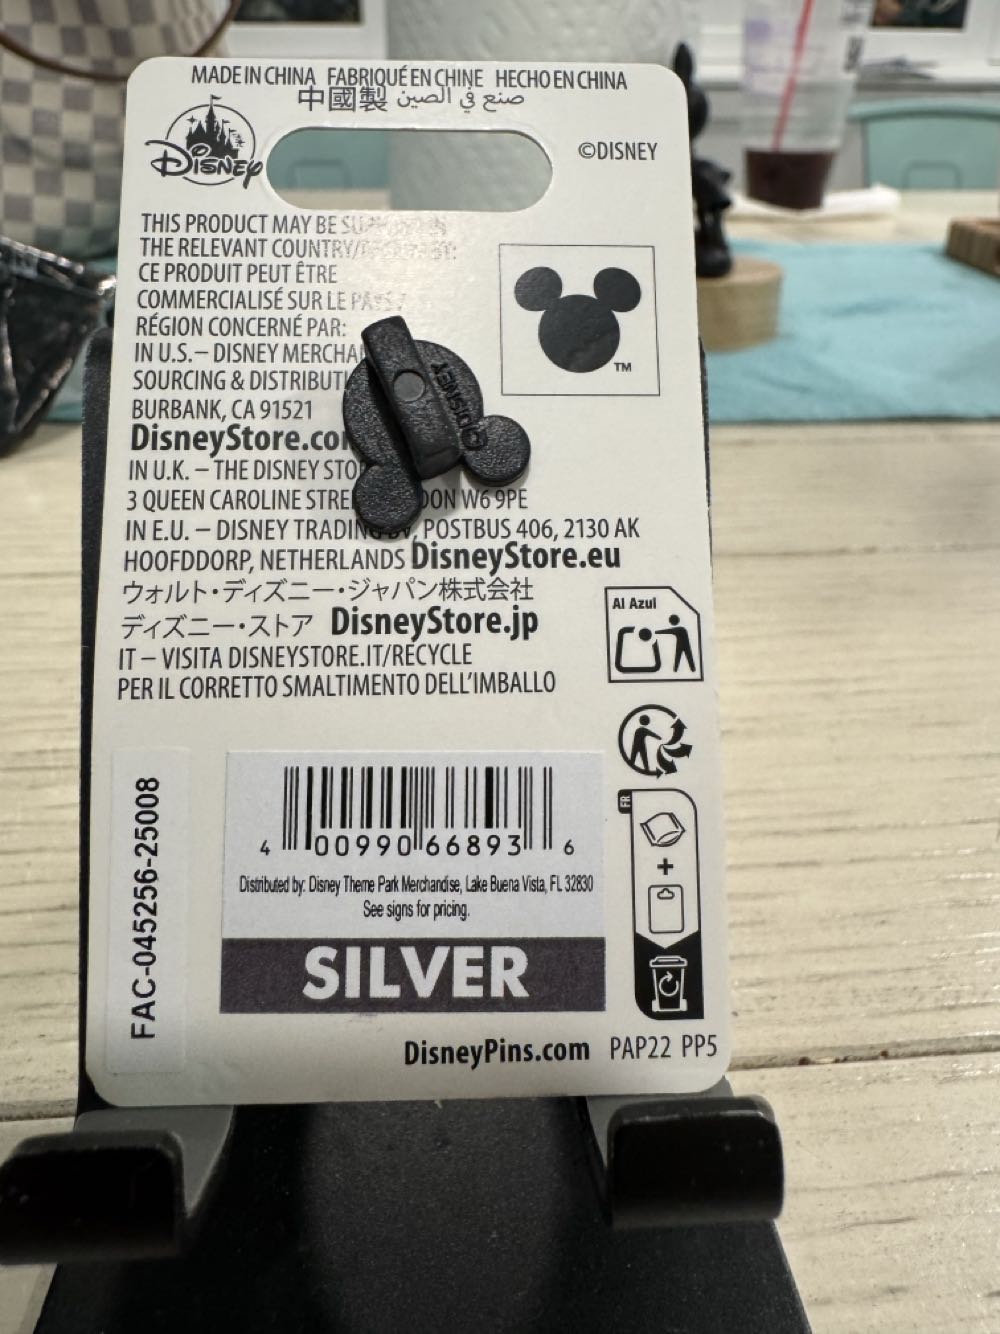 MADE IN CHINA FABRIQUÉ EN CHINE HECHO EN CHINA
中國製 صنع في الصين
DISNEY
©DISNEY
THIS PRODUCT MAY BE
THE RELEVANT COUNTRY/
CE PRODUIT PEUT ÊTRE
COMMERCIALISÉ SUR LE
RÉGION CONCERNÉ PAR:
TM
IN U.S. – DISNEY
SOURCING &
BURBANK, CA 91521
DisneyStore.com
©DISNEY
IN U.K. – THE DISNEY
3 QUEEN CAROLINE W6 9PE
IN E.U. – DISNEY TRADING BV, POSTBUS 406, 2130 AK
HOOFDDORP, NETHERLANDS DisneyStore.eu
ウォルト・ディズニー・ジャパン株式会社
ディズニー・ストア DisneyStore.jp
IT – VISITA DISNEYSTORE.IT/RECYCLE
PER IL CORRETTO SMALTIMENTO DELL'IMBALLO
Al Azul
FR
+
FAC-045256-25008
4 00990 66893 6
Distributed by: Disney Theme Park Merchandise, Lake Buena Vista, FL 32830
See signs for pricing.
SILVER
DisneyPins.com PAP22 PP5